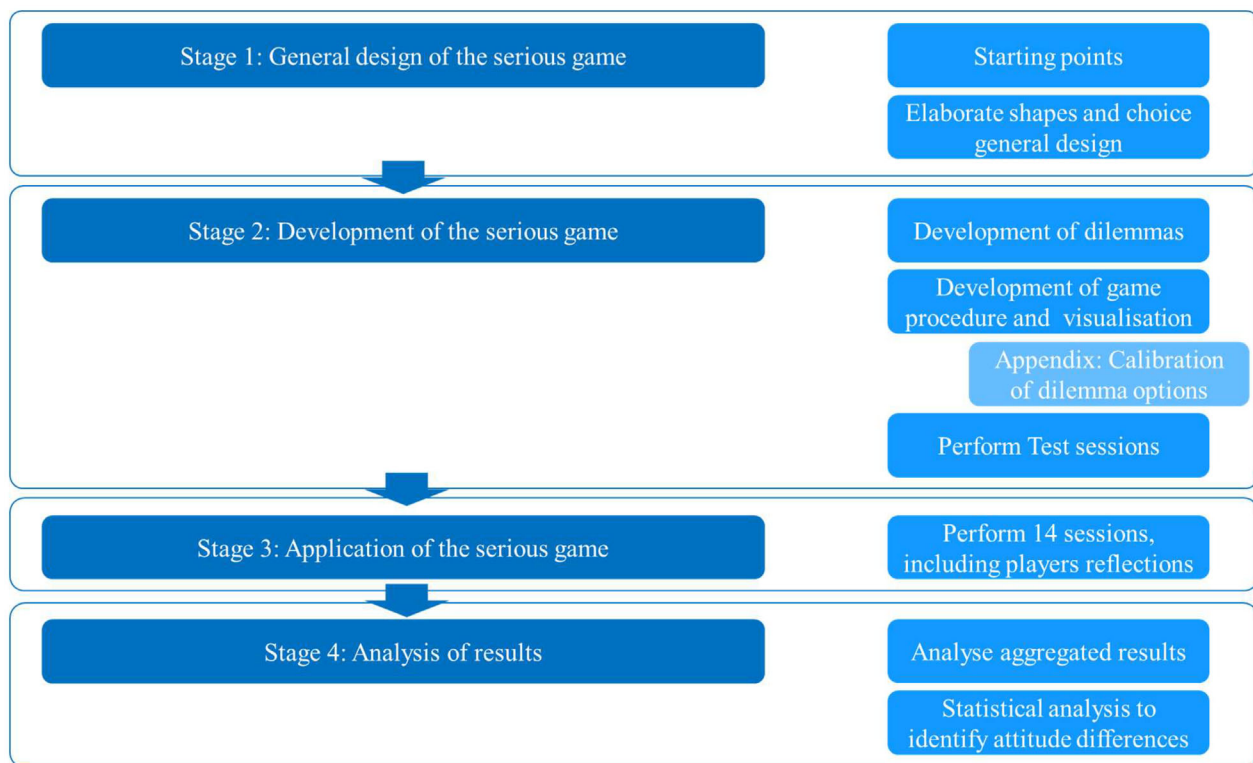 Stage 1: General design of the serious game
Starting points
Elaborate shapes and choice
general design
Stage 2: Development of the serious game
Development of dilemmas
Development of game
procedure and visualisation
Appendix: Calibration
of dilemma options
Perform Test sessions
Stage 3: Application of the serious game
Perform 14 sessions,
including players reflections
Stage 4: Analysis of results
Analyse aggregated results
Statistical analysis to
identify attitude differences